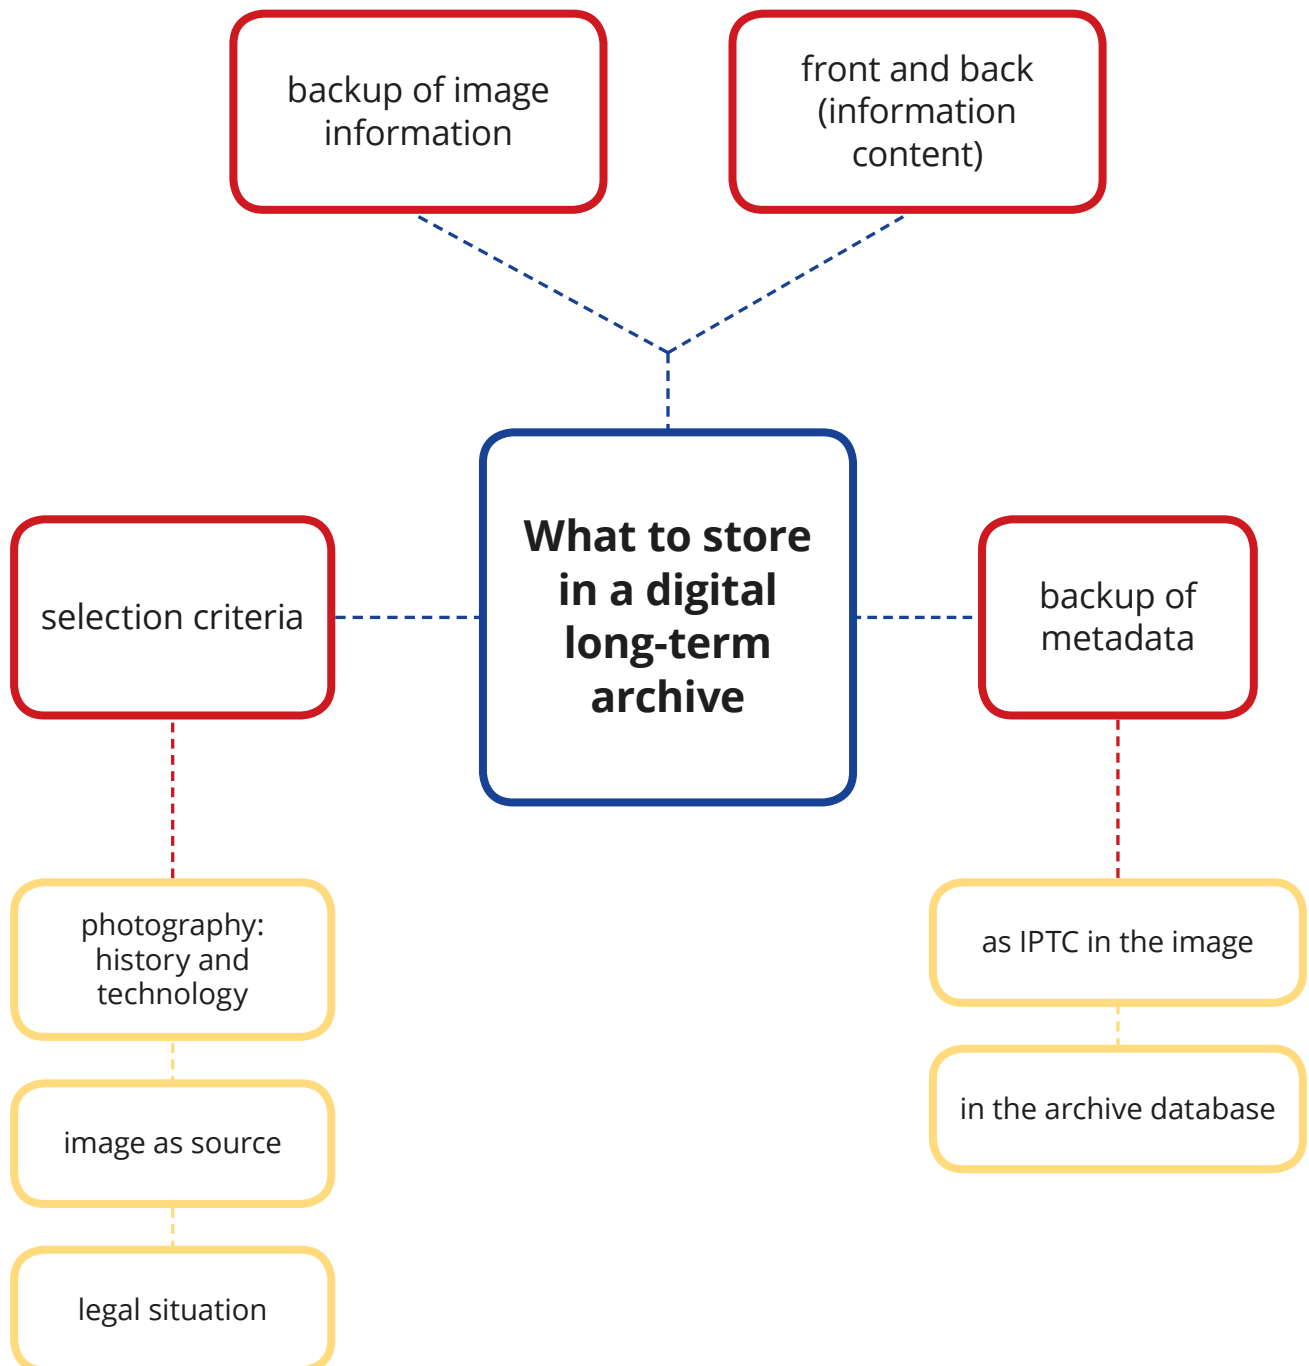 backup of image
information
front and back
(information
content)
What to store
in a digital
long-term
archive
selection criteria
backup of
metadata
photography:
history and
technology
image as source
legal situation
as IPTC in the image
in the archive database